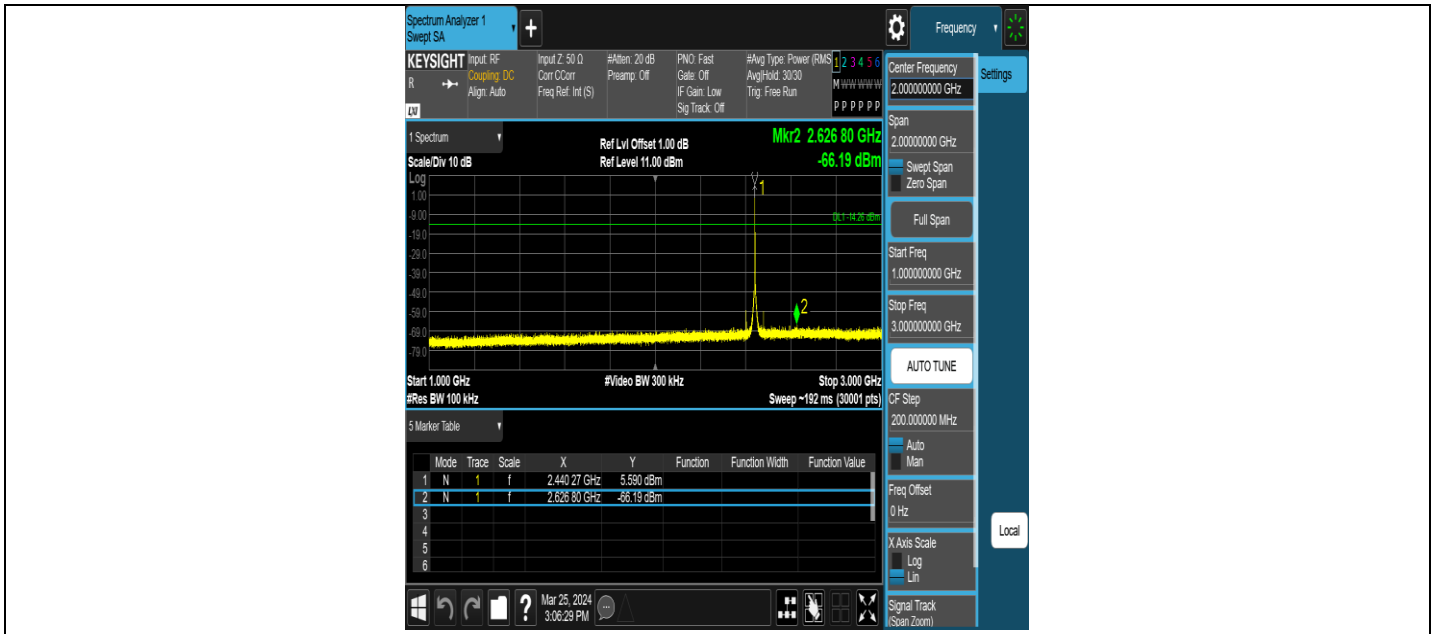 Spectrum Analyzer 1
Swept SA
+
Frequency
KEYSIGHT
R
LXI
Input: RF
Coupling: DC
Align: Auto
Input Z: 50 Ω
Corr CCorr
Freq Ref: Int (S)
#Atten: 20 dB
Preamp: Off
PNO: Fast
Gate: Off
IF Gain: Low
Sig Track: Off
#Avg Type: Power (RMS
Avg|Hold: 30/30
Trig: Free Run
1 2 3 4 5 6
M W W W W W
P P P P P P
1 Spectrum
Scale/Div 10 dB
Log
Ref Lvl Offset 1.00 dB
Ref Level 11.00 dBm
Mkr2 2.626 80 GHz
-66.19 dBm
1.00
-9.00
-19.0
-29.0
-39.0
-49.0
-59.0
-69.0
-79.0
1
DL1 -14.26 dBm
2
Start 1.000 GHz
#Video BW 300 kHz
Stop 3.000 GHz
#Res BW 100 kHz
Sweep ~192 ms (30001 pts)
5 Marker Table
Mode Trace Scale X Y Function Function Width Function Value
1 N 1 f 2.440 27 GHz 5.590 dBm
2 N 1 f 2.626 80 GHz -66.19 dBm
3
4
5
6
?
Mar 25, 2024
3:06:29 PM
Center Frequency
2.000000000 GHz
Settings
Span
2.00000000 GHz
Swept Span
Zero Span
Full Span
Start Freq
1.000000000 GHz
Stop Freq
3.000000000 GHz
AUTO TUNE
CF Step
200.000000 MHz
Auto
Man
Freq Offset
0 Hz
Local
X Axis Scale
Log
Lin
Signal Track
(Span Zoom)